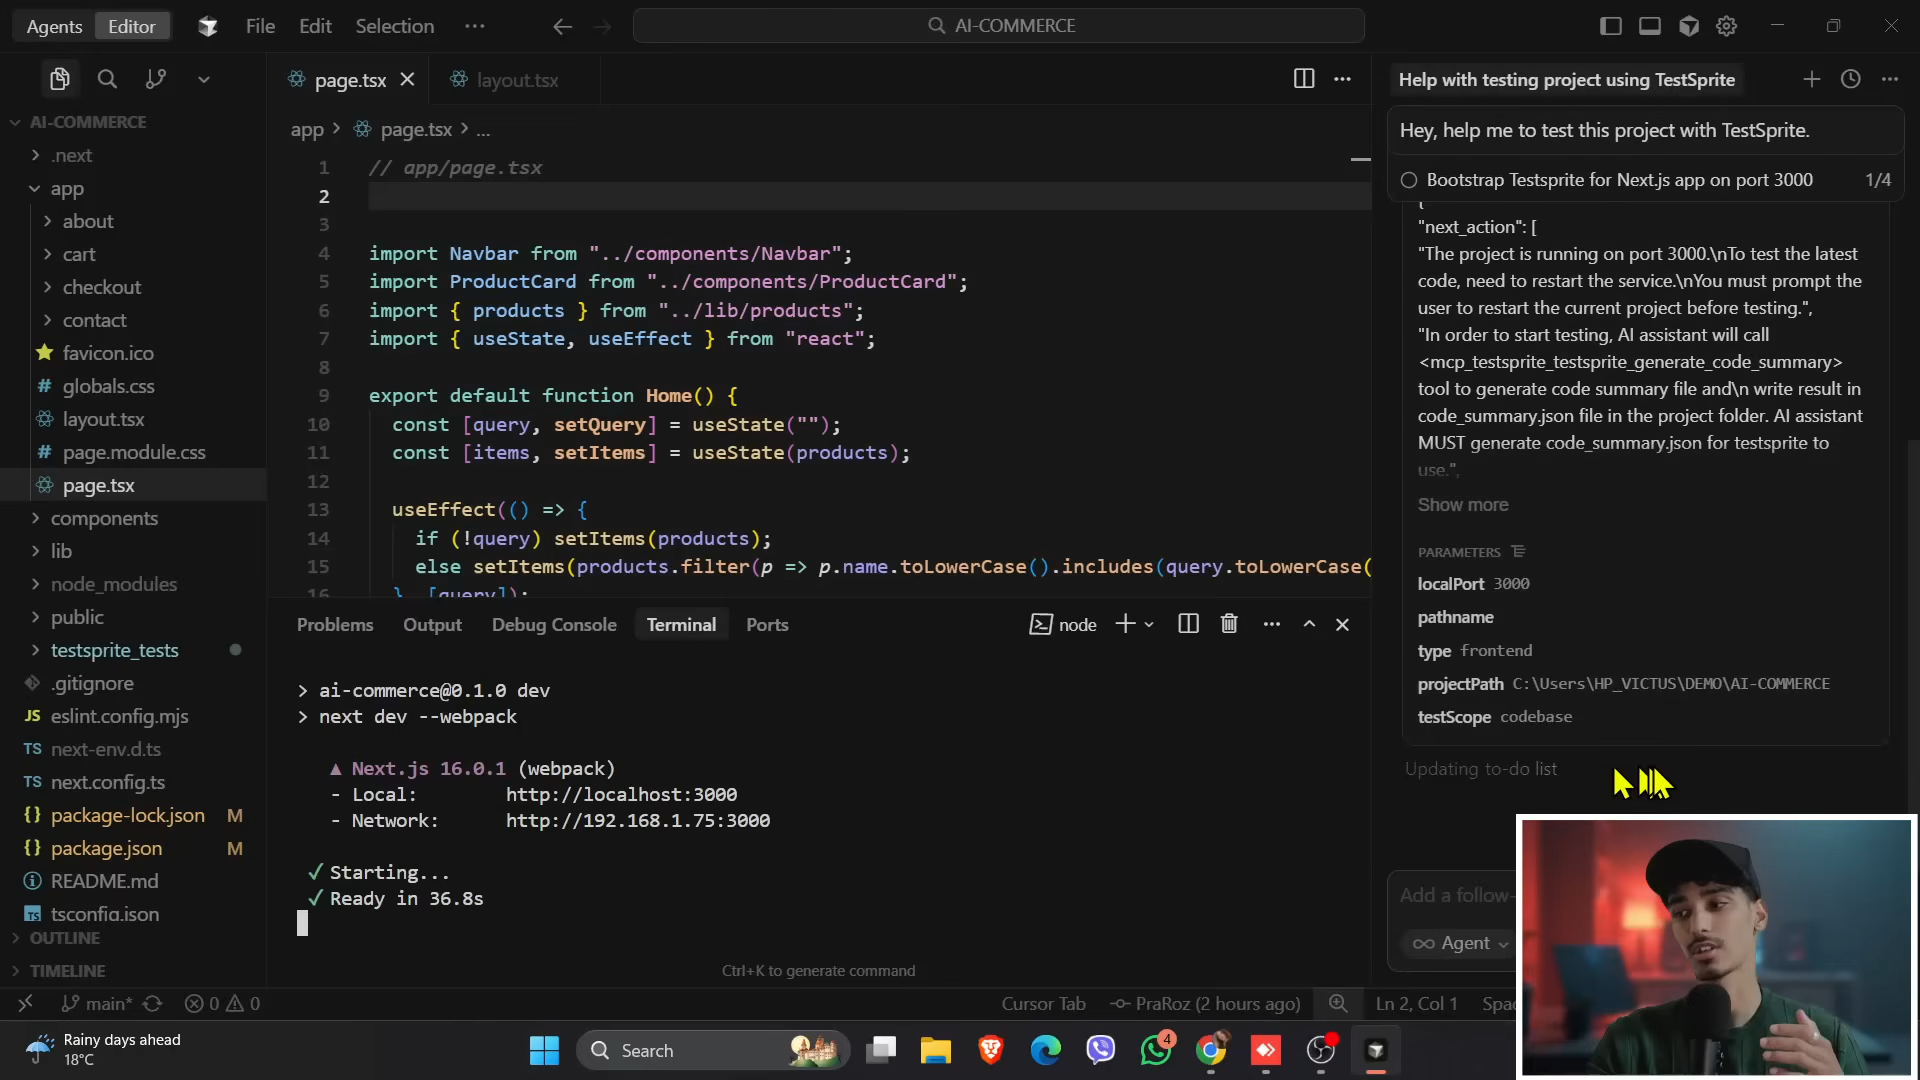 Agents Editor File Edit Selection ··· AI-COMMERCE
AI-COMMERCE
.next
app
about
cart
checkout
contact
favicon.ico
# globals.css
layout.tsx
# page.module.css
page.tsx
components
lib
node_modules
public
testsprite_tests
.gitignore
JS eslint.config.mjs
TS next-env.d.ts
TS next.config.ts
{} package-lock.json M
{} package.json M
README.md
TS tsconfig.json
OUTLINE
TIMELINE
page.tsx layout.tsx
app > page.tsx > ...
1 // app/page.tsx
2
3
4 import Navbar from "../components/Navbar";
5 import ProductCard from "../components/ProductCard";
6 import { products } from "../lib/products";
7 import { useState, useEffect } from "react";
8
9 export default function Home() {
10 const [query, setQuery] = useState("");
11 const [items, setItems] = useState(products);
12
13 useEffect(() => {
14 if (!query) setItems(products);
15 else setItems(products.filter(p => p.name.toLowerCase().includes(query.toLowerCase(
16 }, [query]);
Problems Output Debug Console Terminal Ports node
> ai-commerce@0.1.0 dev
> next dev --webpack
▲ Next.js 16.0.1 (webpack)
- Local: http://localhost:3000
- Network: http://192.168.1.75:3000
✓ Starting...
✓ Ready in 36.8s
Ctrl+K to generate command
Help with testing project using TestSprite
Hey, help me to test this project with TestSprite.
Bootstrap Testsprite for Next.js app on port 3000 1/4
{
"next_action": [
"The project is running on port 3000.\nTo test the latest
code, need to restart the service.\nYou must prompt the
user to restart the current project before testing.",
"In order to start testing, AI assistant will call
<mcp_testsprite_testsprite_generate_code_summary>
tool to generate code summary file and\n write result in
code_summary.json file in the project folder. AI assistant
MUST generate code_summary.json for testsprite to
use.",
Show more
PARAMETERS
localPort 3000
pathname
type frontend
projectPath C:\Users\HP_VICTUS\DEMO\AI-COMMERCE
testScope codebase
Updating to-do list
Add a follow-
∞ Agent
main* 0 0 Cursor Tab PraRoz (2 hours ago) Ln 2, Col 1 Spac
Rainy days ahead
18°C
Search
4